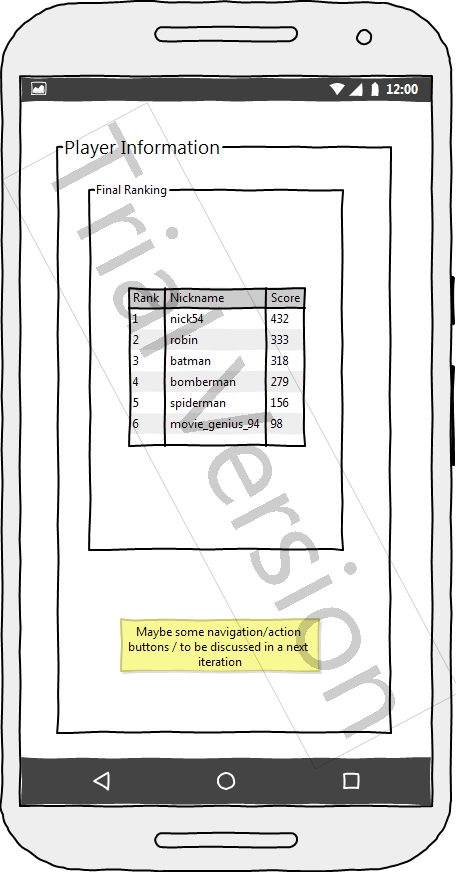 12:00
Player Information
Final Ranking
Rank Nickname Score
1 nick54 432
2 robin 333
3 batman 318
4 bomberman 279
5 spiderman 156
6 movie_genius_94 98
Maybe some navigation/action
buttons / to be discussed in a next
iteration
Trial Version